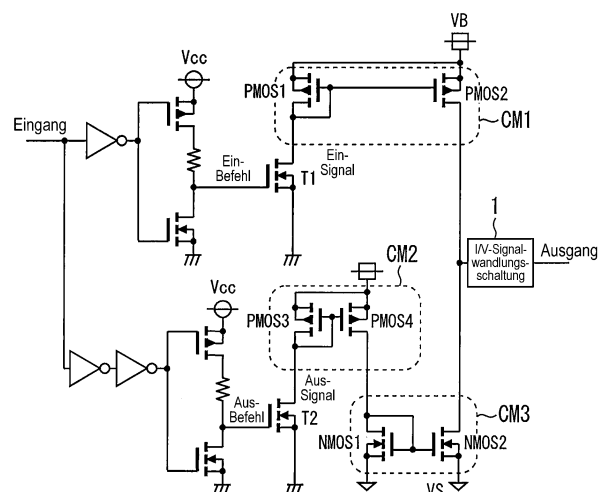 VB
Vcc
PMOS1
PMOS2
CM1
Eingang
Ein-
Befehl
Ein-
Signal
T1
1
I/V-Signal-
wandlungs-
schaltung
Ausgang
CM2
Vcc
PMOS3
PMOS4
Aus-
Befehl
Aus-
Signal
T2
CM3
NMOS1
NMOS2
VS